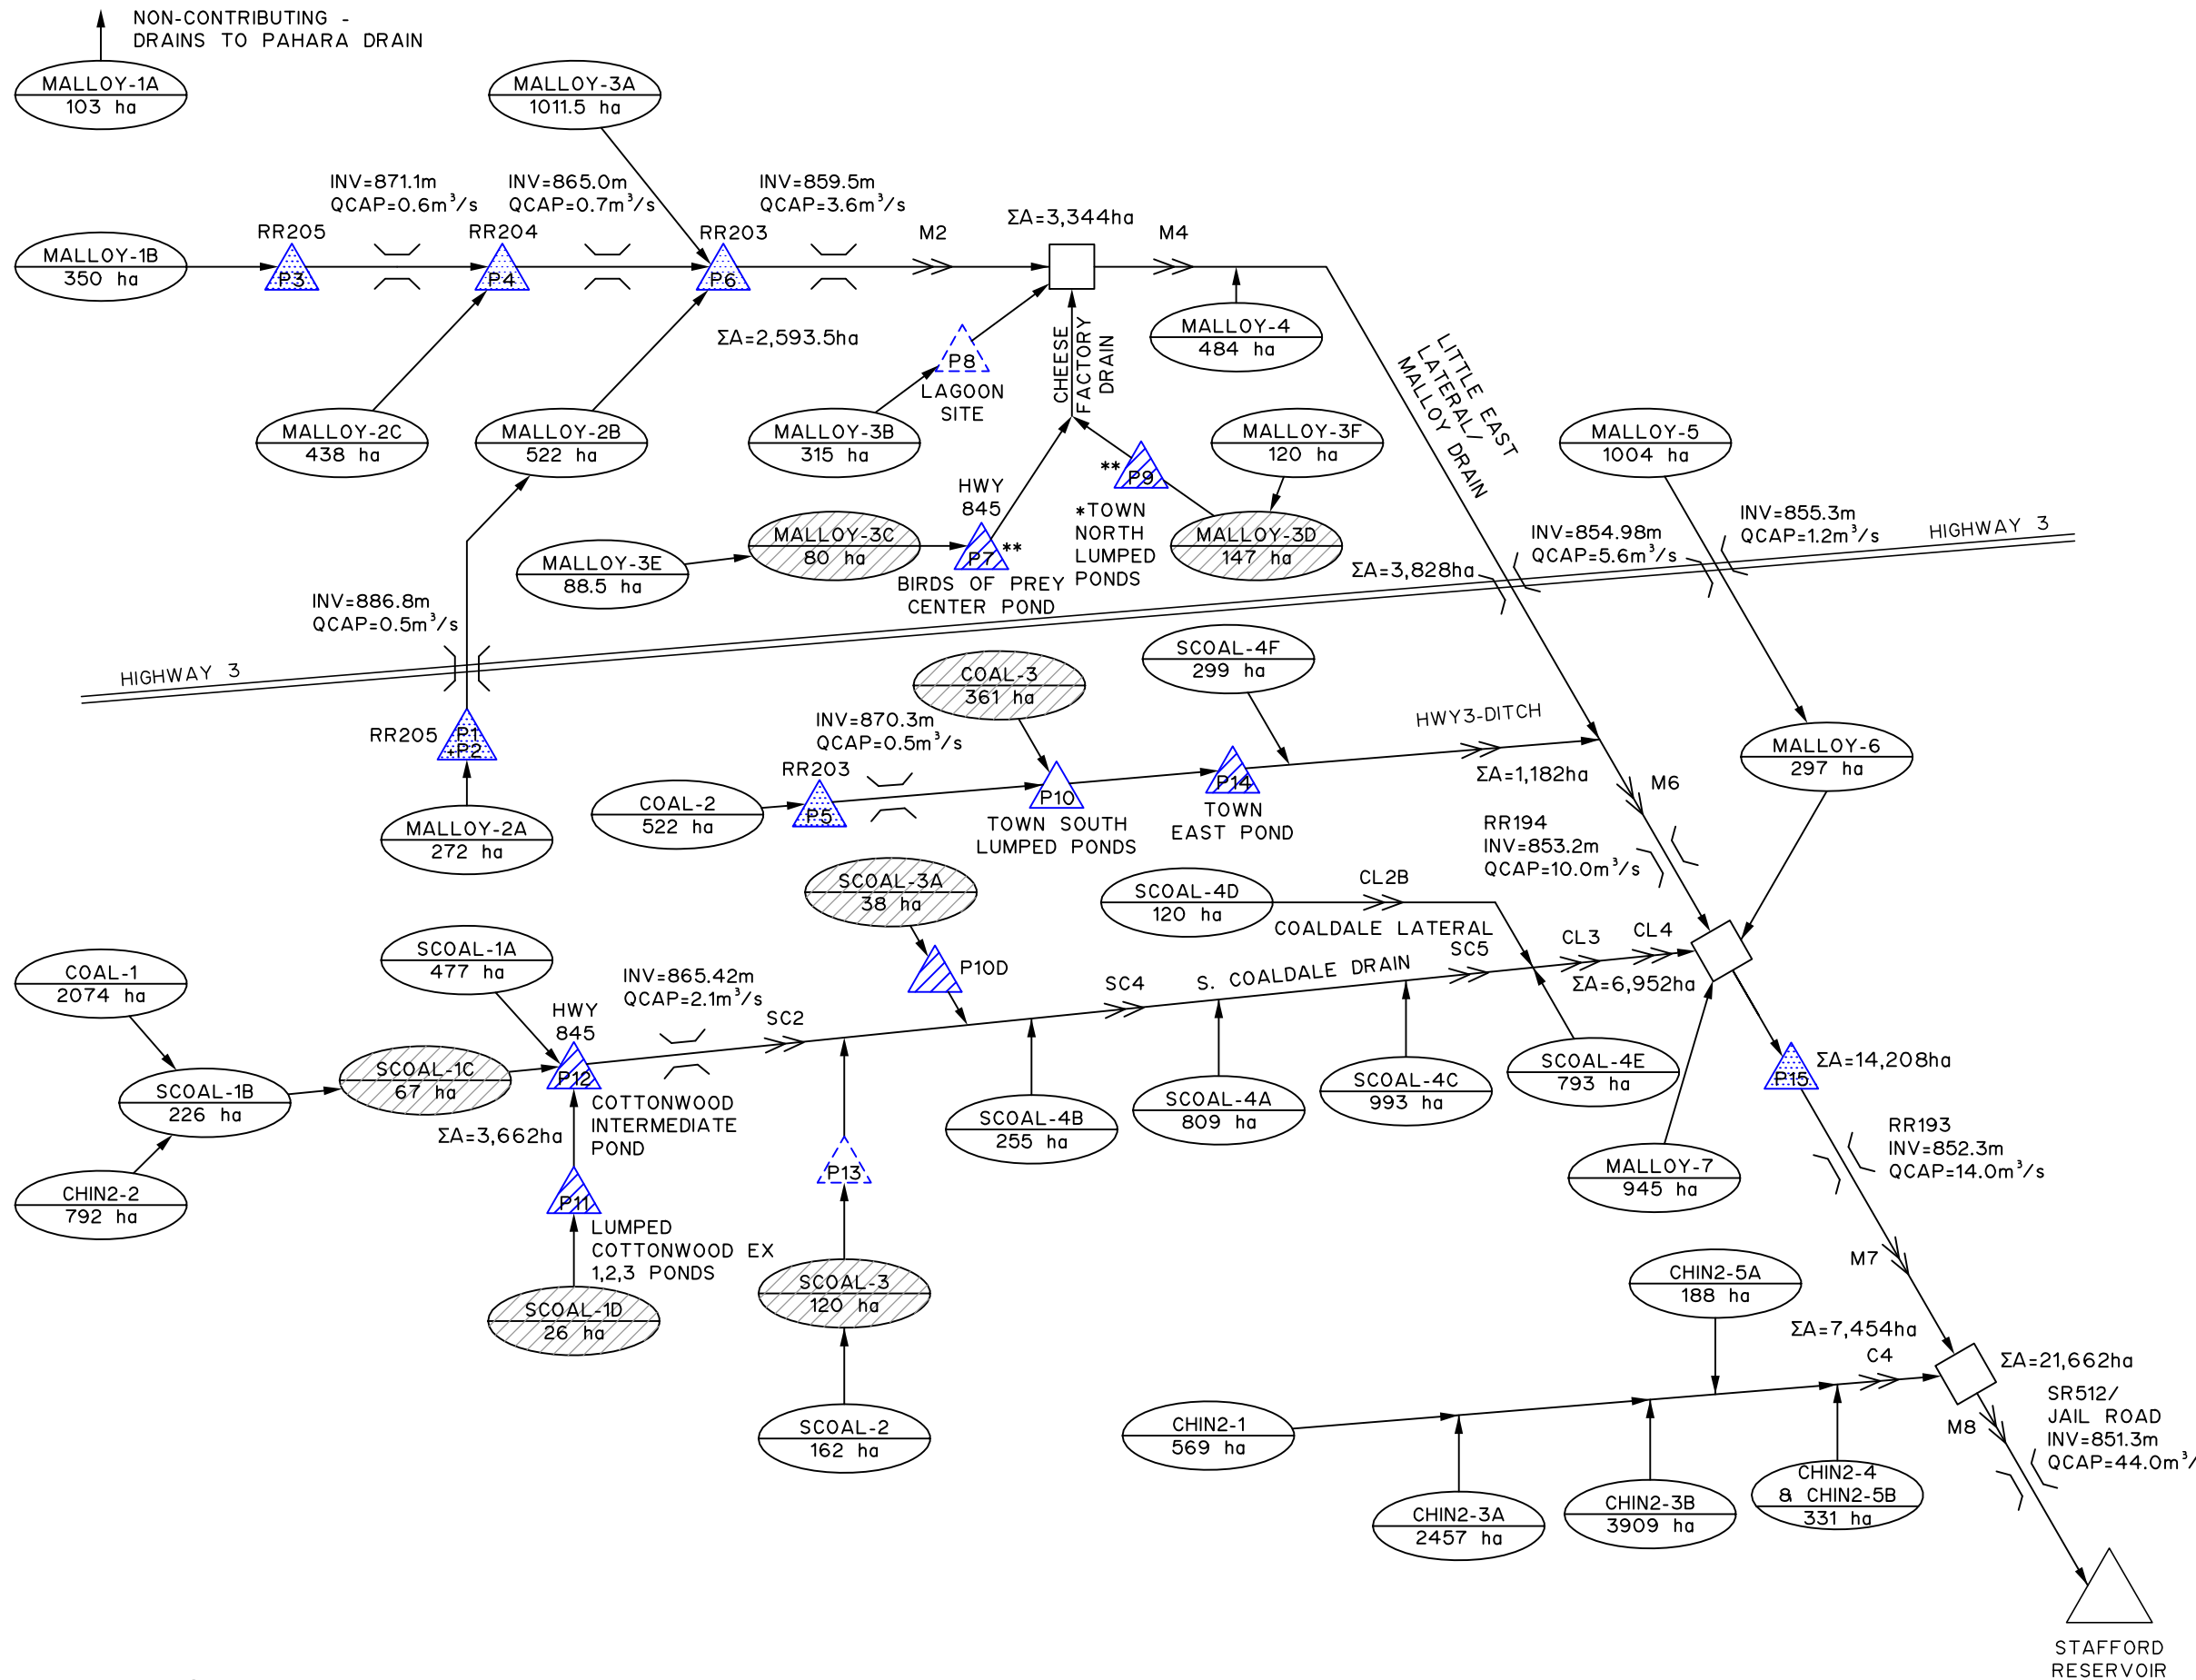 NON-CONTRIBUTING -
DRAINS TO PAHARA DRAIN
MALLOY-1A
103 ha
MALLOY-3A
1011.5 ha
INV=871.1m
QCAP=0.6m³/s
INV=865.0m
QCAP=0.7m³/s
INV=859.5m
QCAP=3.6m³/s
RR205
RR204
RR203
M2
ΣA=3,344ha
M4
MALLOY-1B
350 ha
P3
P4
P6
ΣA=2,593.5ha
P8
LAGOON
SITE
CHEESE
FACTORY
DRAIN
MALLOY-4
484 ha
LITTLE EAST
LATERAL/
MALLOY DRAIN
MALLOY-2C
438 ha
MALLOY-2B
522 ha
MALLOY-3B
315 ha
MALLOY-3F
120 ha
MALLOY-5
1004 ha
**
P9
HWY
845
*TOWN
NORTH
LUMPED
PONDS
MALLOY-3E
88.5 ha
MALLOY-3C
80 ha
P7
**
BIRDS OF PREY
CENTER POND
MALLOY-3D
147 ha
INV=854.98m
QCAP=5.6m³/s
INV=855.3m
QCAP=1.2m³/s
HIGHWAY 3
ΣA=3,828ha
INV=886.8m
QCAP=0.5m³/s
HIGHWAY 3
COAL-3
361 ha
SCOAL-4F
299 ha
RR205
P1
+P2
INV=870.3m
QCAP=0.5m³/s
HWY3-DITCH
MALLOY-6
297 ha
RR203
COAL-2
522 ha
P5
P10
TOWN SOUTH
LUMPED PONDS
P14
TOWN
EAST POND
ΣA=1,182ha
M6
MALLOY-2A
272 ha
RR194
INV=853.2m
QCAP=10.0m³/s
SCOAL-3A
38 ha
SCOAL-4D
120 ha
CL2B
COALDALE LATERAL
COAL-1
2074 ha
SCOAL-1A
477 ha
INV=865.42m
QCAP=2.1m³/s
P10D
SC4
S. COALDALE DRAIN
SC5
CL3
CL4
ΣA=6,952ha
HWY
845
SC2
SCOAL-1B
226 ha
SCOAL-1C
67 ha
P12
COTTONWOOD
INTERMEDIATE
POND
ΣA=3,662ha
SCOAL-4B
255 ha
SCOAL-4A
809 ha
SCOAL-4C
993 ha
SCOAL-4E
793 ha
P15
ΣA=14,208ha
CHIN2-2
792 ha
P11
LUMPED
COTTONWOOD EX
1,2,3 PONDS
P13
MALLOY-7
945 ha
RR193
INV=852.3m
QCAP=14.0m³/s
SCOAL-1D
26 ha
SCOAL-3
120 ha
CHIN2-5A
188 ha
M7
ΣA=7,454ha
C4
ΣA=21,662ha
SCOAL-2
162 ha
CHIN2-1
569 ha
CHIN2-3A
2457 ha
CHIN2-3B
3909 ha
CHIN2-4
& CHIN2-5B
331 ha
M8
SR512/
JAIL ROAD
INV=851.3m
QCAP=44.0m³/
STAFFORD
RESERVOIR